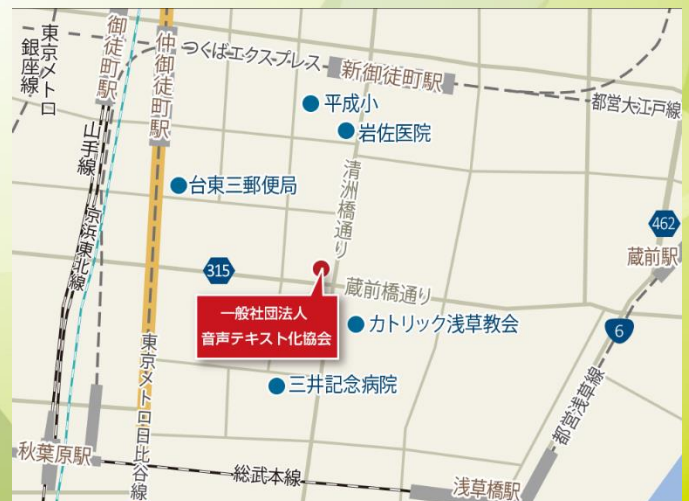 東京メトロ
銀座線
御徒町駅
仲御徒町駅
つくばエクスプレス
新御徒町駅
都営大江戸線
平成小
岩佐医院
山手線
京浜東北線
台東三郵便局
清洲橋通り
462
蔵前駅
315
蔵前橋通り
一般社団法人
音声テキスト化協会
カトリック浅草教会
6
東京メトロ日比谷線
三井記念病院
都営浅草線
秋葉原駅
総武本線
浅草橋駅